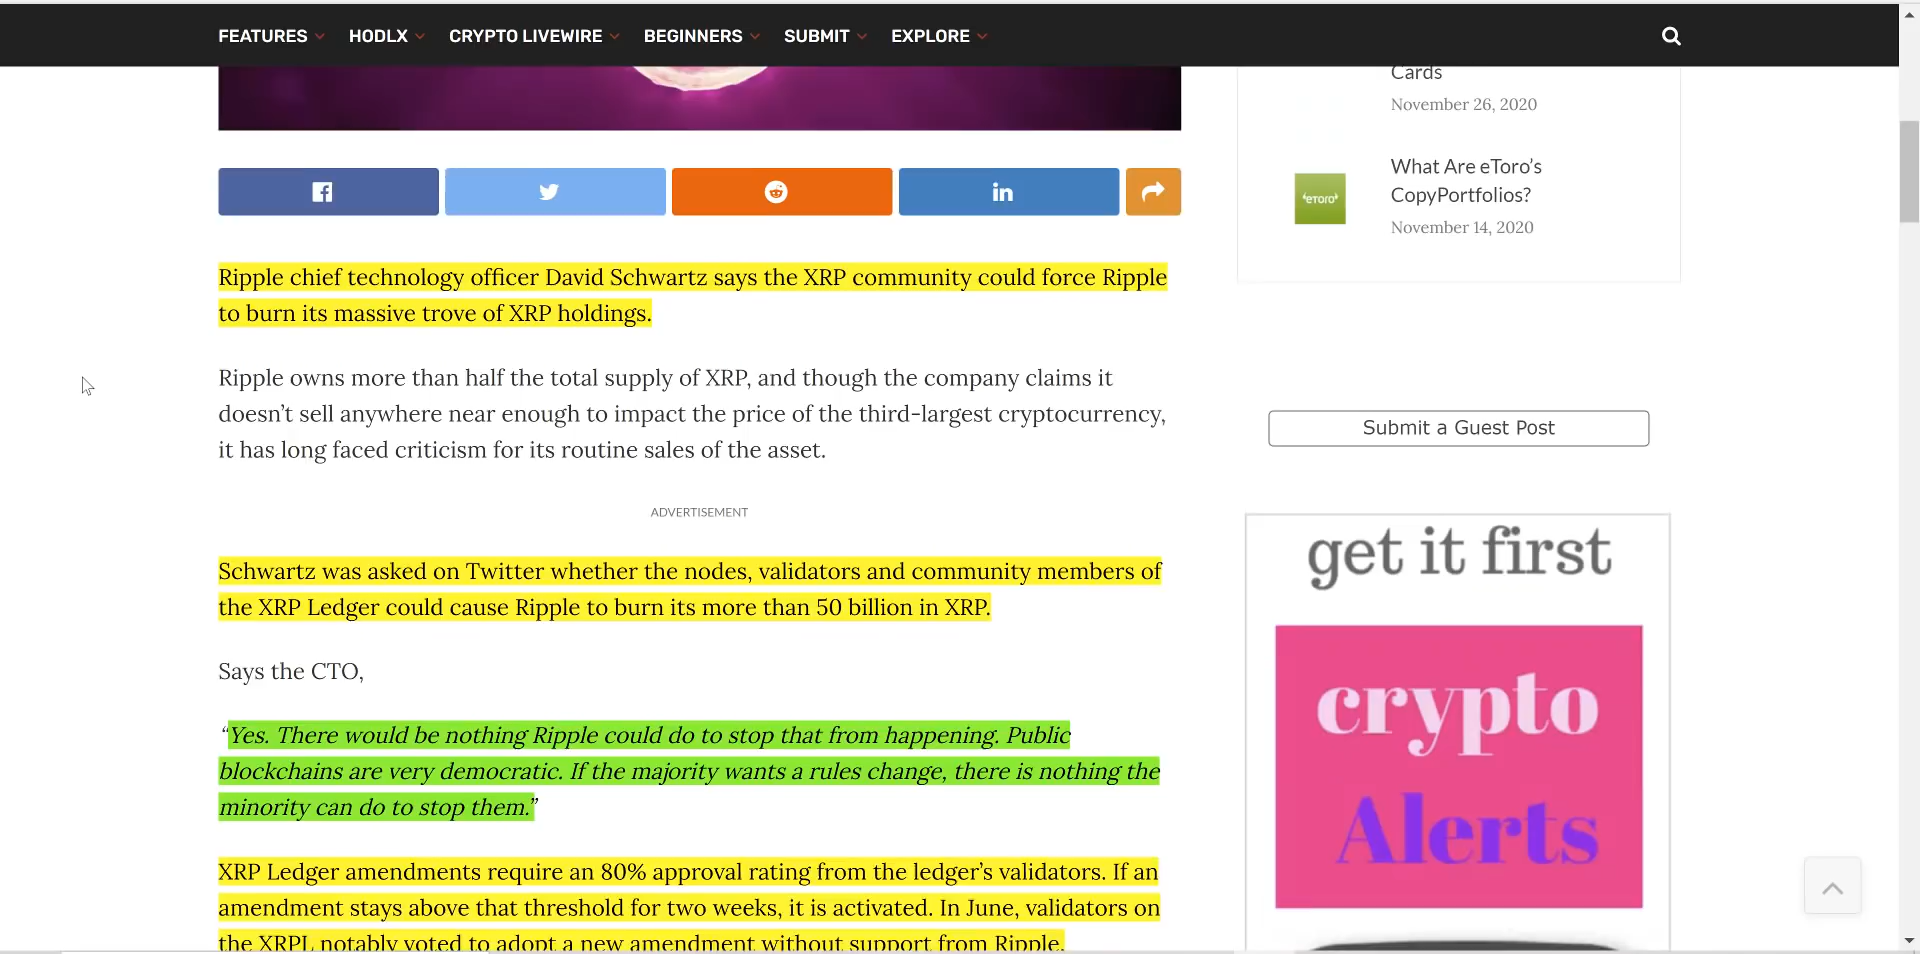 FEATURES HODLX CRYPTO LIVEWIRE BEGINNERS SUBMIT EXPLORE
Cards
November 26, 2020
What Are eToro’s
CopyPortfolios?
November 14, 2020
eToro
Ripple chief technology officer David Schwartz says the XRP community could force Ripple
to burn its massive trove of XRP holdings.
Ripple owns more than half the total supply of XRP, and though the company claims it
doesn’t sell anywhere near enough to impact the price of the third-largest cryptocurrency,
it has long faced criticism for its routine sales of the asset.
ADVERTISEMENT
Schwartz was asked on Twitter whether the nodes, validators and community members of
the XRP Ledger could cause Ripple to burn its more than 50 billion in XRP.
Says the CTO,
“Yes. There would be nothing Ripple could do to stop that from happening. Public
blockchains are very democratic. If the majority wants a rules change, there is nothing the
minority can do to stop them.”
XRP Ledger amendments require an 80% approval rating from the ledger’s validators. If an
amendment stays above that threshold for two weeks, it is activated. In June, validators on
the XRPL notably voted to adopt a new amendment without support from Ripple.
Submit a Guest Post
get it first
crypto
Alerts